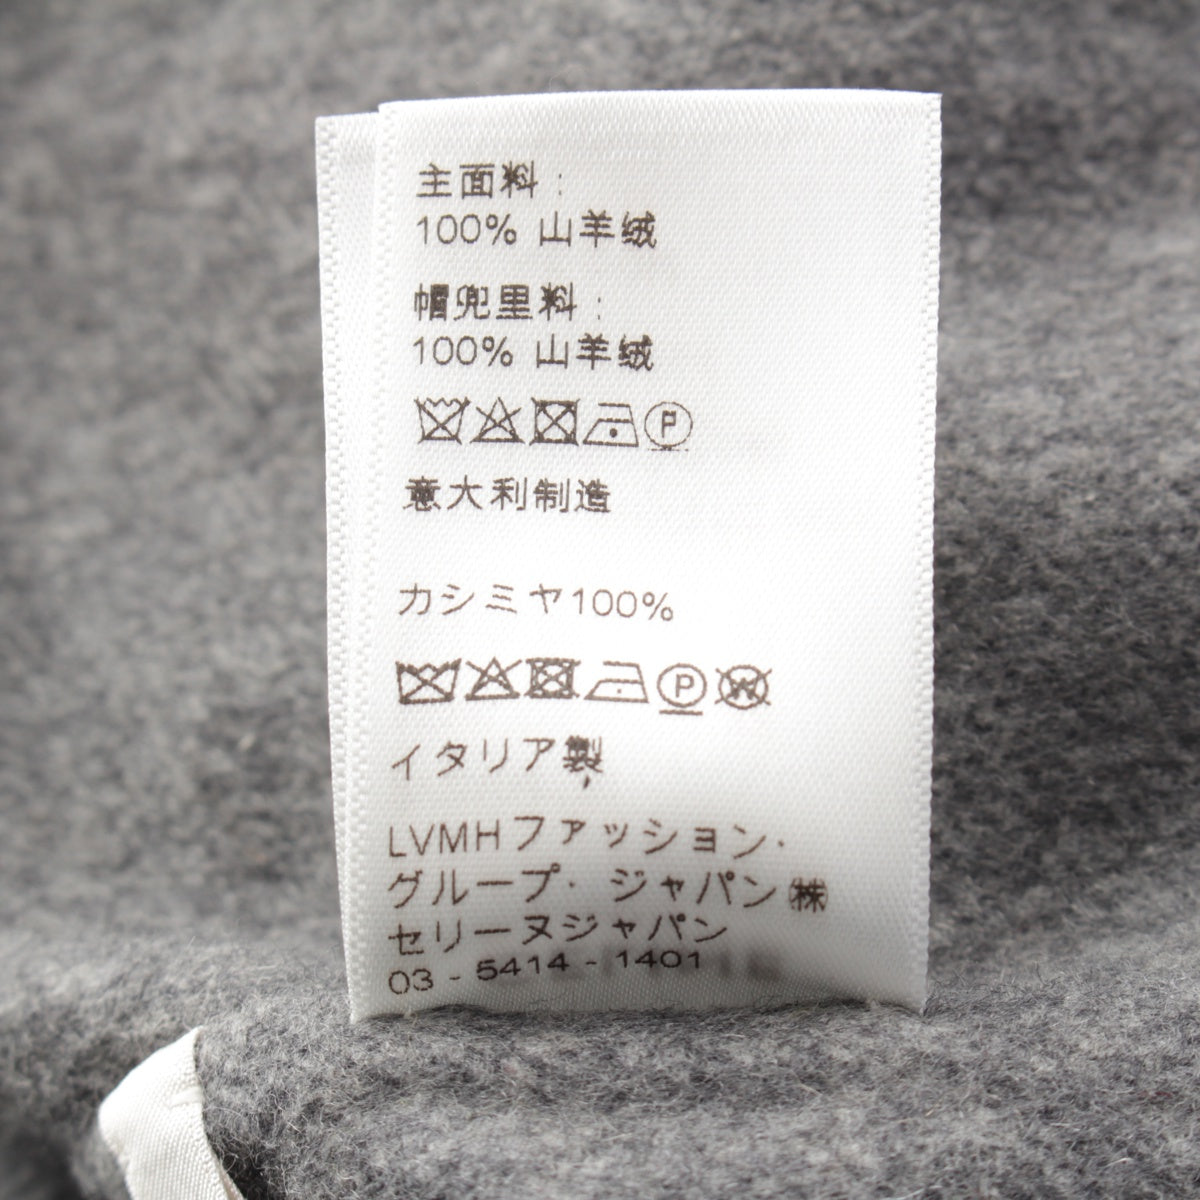 主面料:
100% 山羊绒
帽兜里料:
100% 山羊绒
P
意大利制造
カシミヤ100%
P W
イタリア製
LVMHファッション・
グループ・ジャパン㈱
セリーヌジャパン
03 - 5414 - 1401